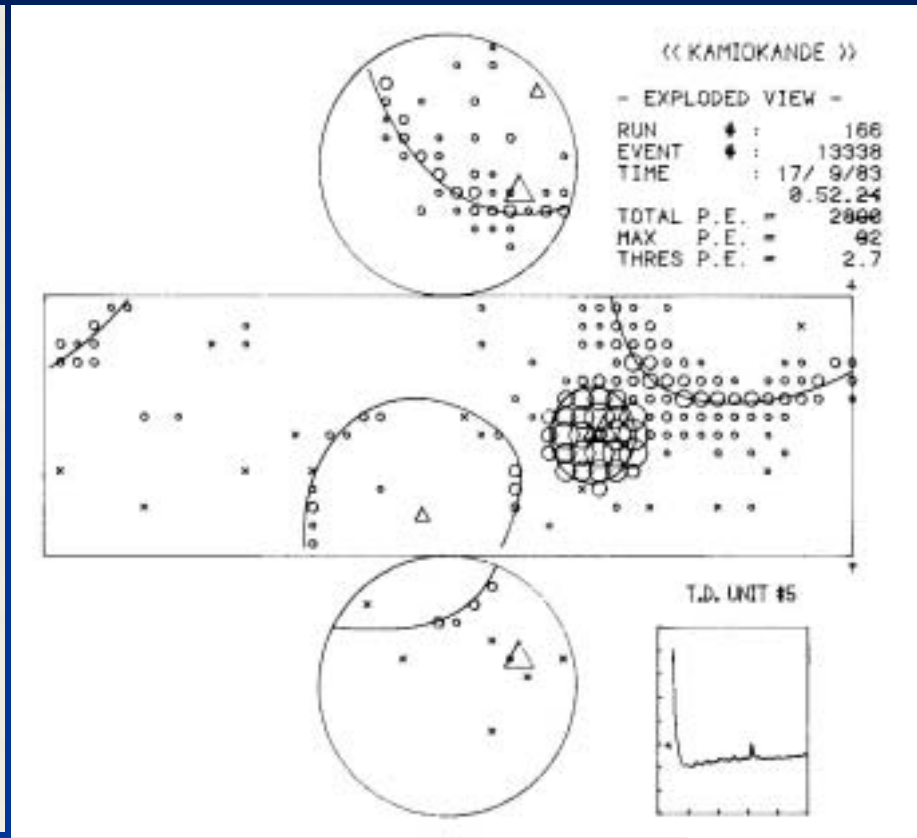 << KAMIOKANDE >>
- EXPLODED VIEW -
RUN # : 166
EVENT # : 13338
TIME : 17/ 9/83
0.52.24
TOTAL P.E. = 2800
MAX P.E. =
THRES P.E. = 2.7
4
T.D. UNIT #5